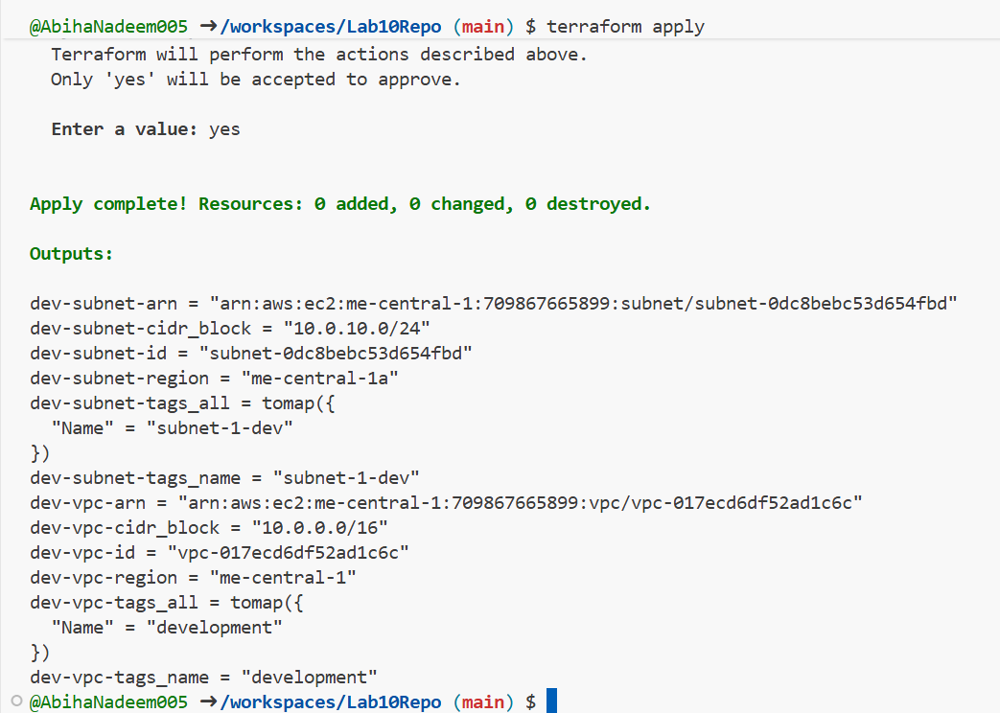 @AbihaNadeem005 ➜/workspaces/Lab10Repo (main) $ terraform apply
Terraform will perform the actions described above.
Only 'yes' will be accepted to approve.
Enter a value: yes
Apply complete! Resources: 0 added, 0 changed, 0 destroyed.
Outputs:
dev-subnet-arn = "arn:aws:ec2:me-central-1:709867665899:subnet/subnet-0dc8bebc53d654fbd"
dev-subnet-cidr_block = "10.0.10.0/24"
dev-subnet-id = "subnet-0dc8bebc53d654fbd"
dev-subnet-region = "me-central-1a"
dev-subnet-tags_all = tomap({
  "Name" = "subnet-1-dev"
})
dev-subnet-tags_name = "subnet-1-dev"
dev-vpc-arn = "arn:aws:ec2:me-central-1:709867665899:vpc/vpc-017ecd6df52ad1c6c"
dev-vpc-cidr_block = "10.0.0.0/16"
dev-vpc-id = "vpc-017ecd6df52ad1c6c"
dev-vpc-region = "me-central-1"
dev-vpc-tags_all = tomap({
  "Name" = "development"
})
dev-vpc-tags_name = "development"
@AbihaNadeem005 ➜/workspaces/Lab10Repo (main) $